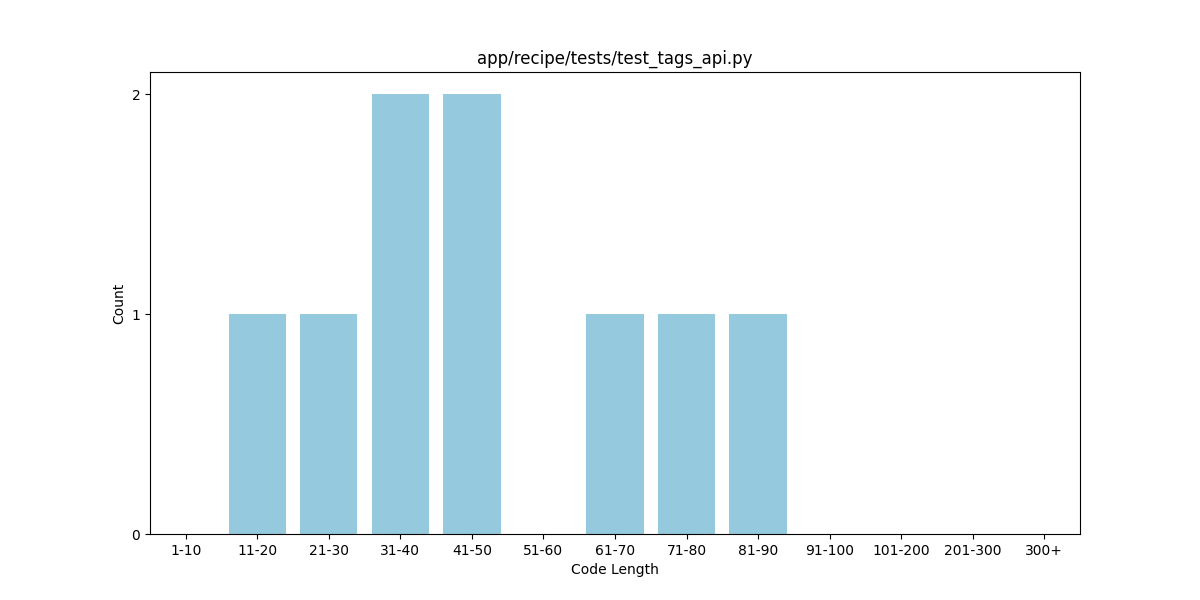 app/recipe/tests/test_tags_api.py
Count
2
1
0
1-10 11-20 21-30 31-40 41-50 51-60 61-70 71-80 81-90 91-100 101-200 201-300 300+
Code Length